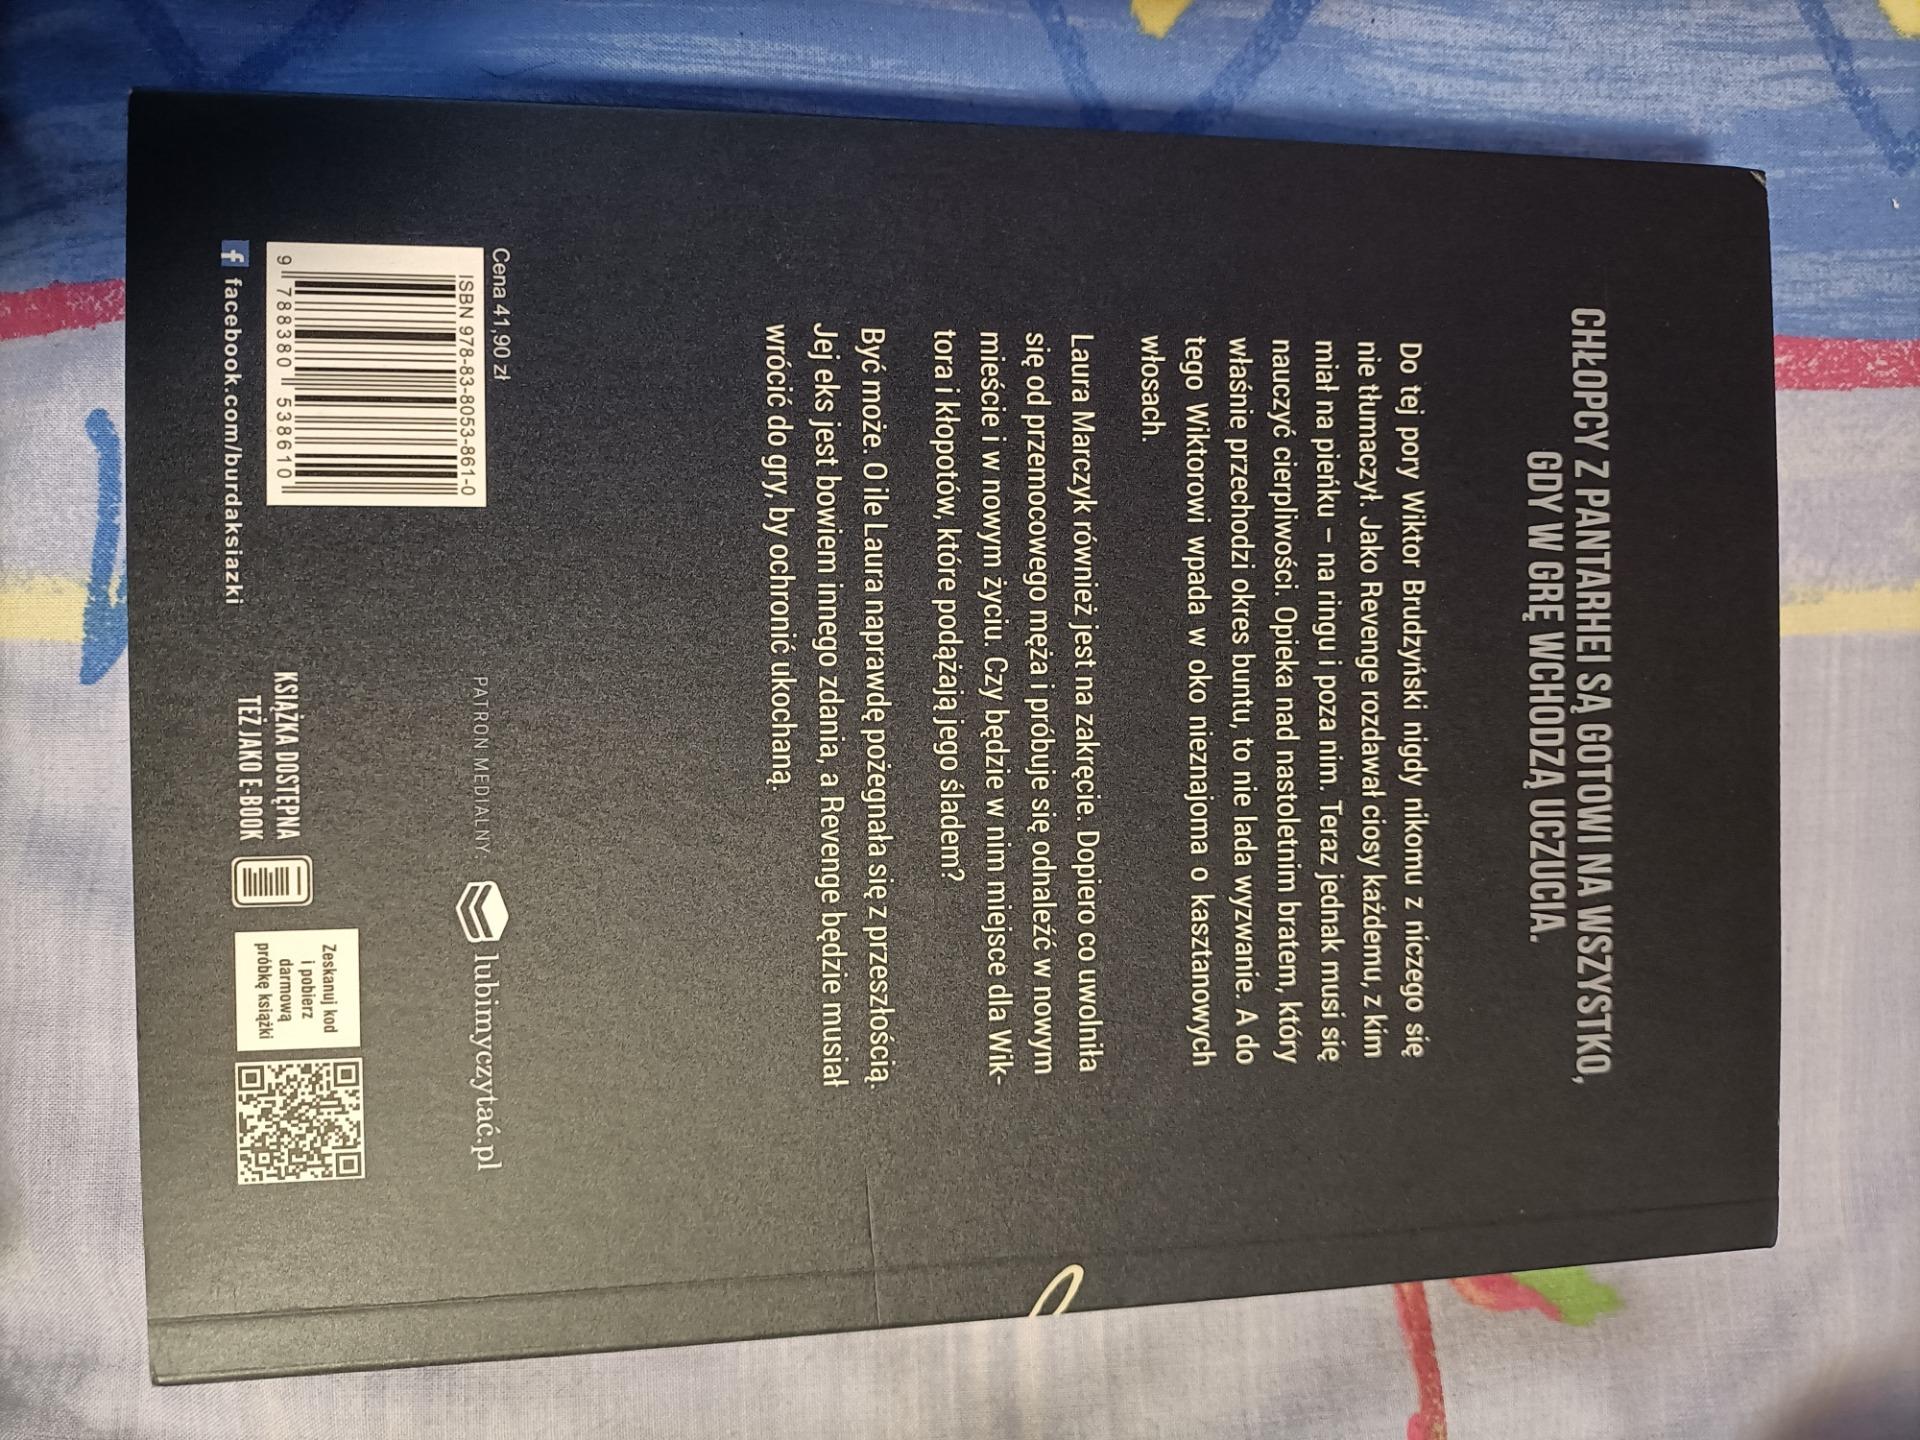 CHŁOPCY Z PANTARHEI SĄ GOTOWI NA WSZYSTKO,
GDY W GRĘ WCHODZĄ UCZUCIA.
Do tej pory Wiktor Brudzyński nigdy nikomu z niczego się
nie tłumaczył. Jako Revenge rozdawał ciosy każdemu, z kim
miał na pieńku – na ringu i poza nim. Teraz jednak musi się
nauczyć cierpliwości. Opieka nad nastoletnim bratem, który
właśnie przechodzi okres buntu, to nie lada wyzwanie. A do
tego Wiktorowi wpada w oko nieznajoma o kasztanowych
włosach.
Laura Marczyk również jest na zakręcie. Dopiero co uwolniła
się od przemocowego męża i próbuje się odnaleźć w nowym
mieście i w nowym życiu. Czy będzie w nim miejsce dla Wik-
tora i kłopotów, które podążają jego śladem?
Być może. O ile Laura naprawdę pożegnała się z przeszłością.
Jej eks jest bowiem innego zdania, a Revenge będzie musiał
wrócić do gry, by ochronić ukochaną.
Cena 41,90 zł
ISBN 978-83-8053-861-0
9 788380 538610
f facebook.com/burdaksiazki
PATRON MEDIALNY:
lubimyczytać.pl
KSIĄŻKA DOSTĘPNA
TEŻ JAKO E-BOOK
Zeskanuj kod
i pobierz
darmową
próbkę książki